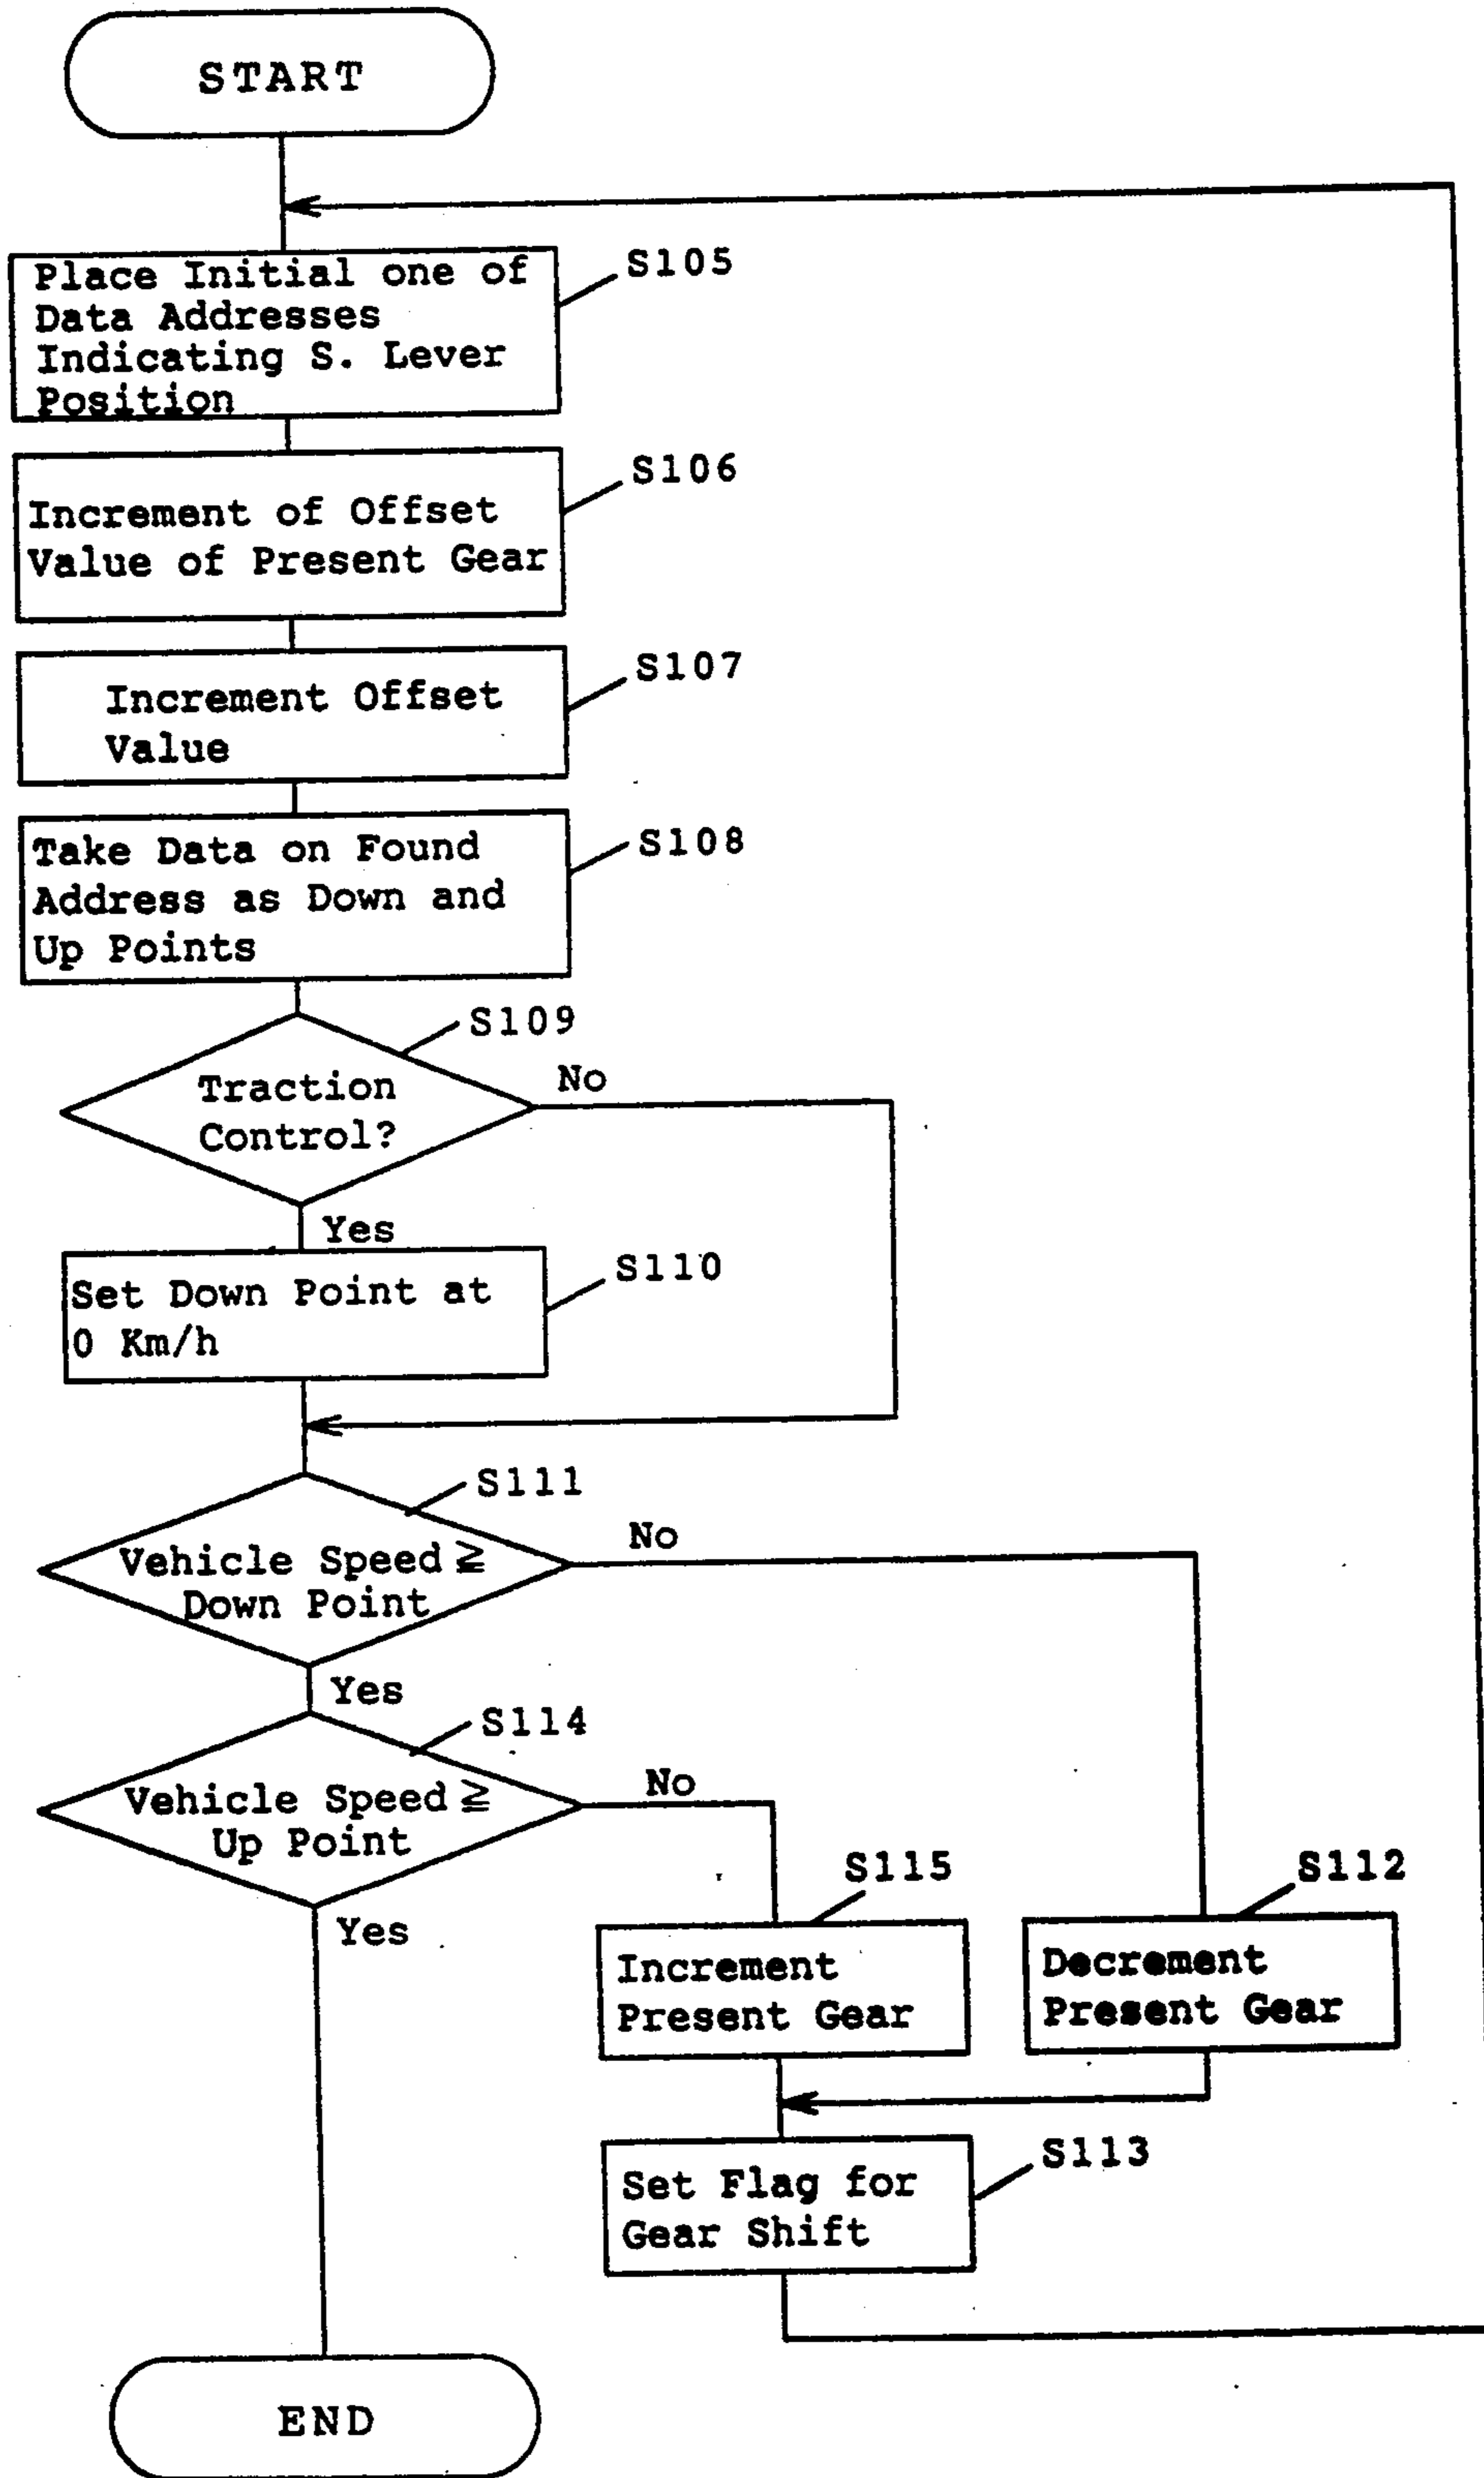 START
Place Initial one of
Data Addresses
Indicating S. Lever
Position
S105
Increment of Offset
Value of Present Gear
S106
Increment Offset
Value
S107
Take Data on Found
Address as Down and
Up Points
S108
S109
Traction
Control?
No
Yes
Set Down Point at
0 Km/h
S110
S111
Vehicle Speed ≧
Down Point
No
Yes
S114
Vehicle Speed ≧
Up Point
No
Yes
S115
Increment
Present Gear
S112
Decrement
Present Gear
S113
Set Flag for
Gear Shift
END